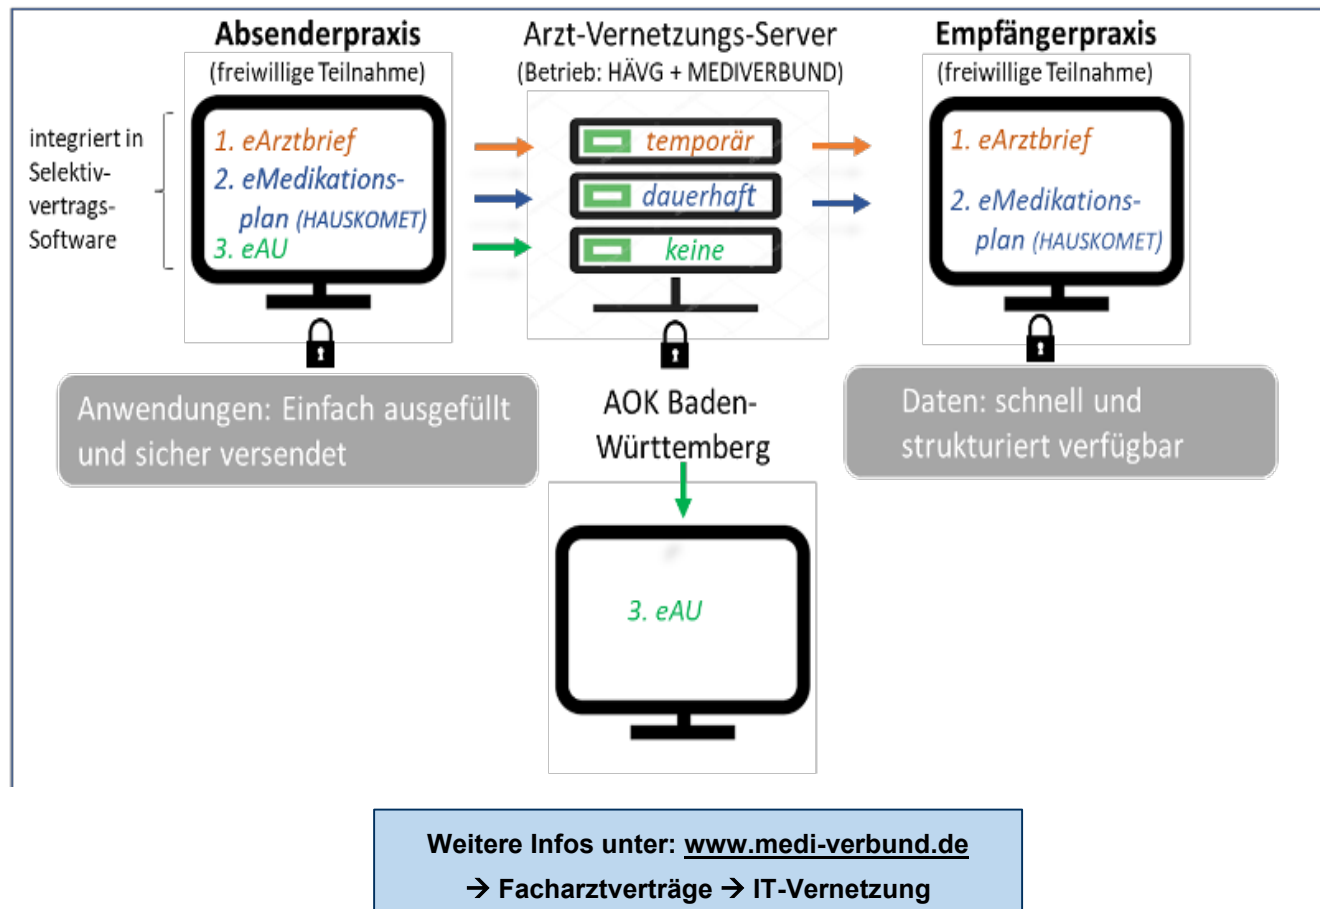 Absenderpraxis
(freiwillige Teilnahme)
integriert in
Selektiv-
vertrags-
Software
1. eArztbrief
2. eMedikations-
plan (HAUSKOMET)
3. eAU
Arzt-Vernetzungs-Server
(Betrieb: HÄVG + MEDIVERBUND)
temporär
dauerhaft
keine
Empfängerpraxis
(freiwillige Teilnahme)
1. eArztbrief
2. eMedikations-
plan (HAUSKOMET)
Anwendungen: Einfach ausgefüllt
und sicher versendet
AOK Baden-
Württemberg
Daten: schnell und
strukturiert verfügbar
3. eAU
Weitere Infos unter: www.medi-verbund.de
→ Facharztverträge → IT-Vernetzung